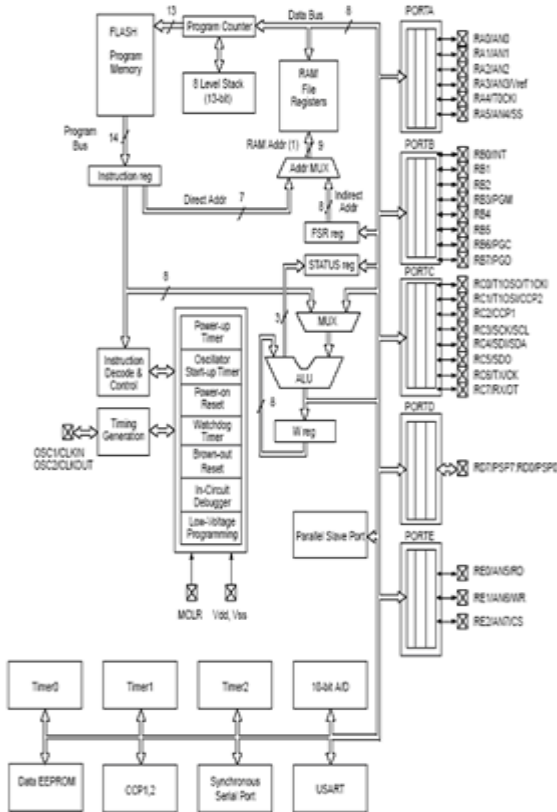 13
Data Bus
8
PORTA
FLASH
Program
Memory
Program Counter
8 Level Stack
(13-bit)
RAM
File
Registers
RA0/AN0
RA1/AN1
RA2/AN2
RA3/AN3/Vref
RA4/T0CKI
RA5/AN4/SS
Program
Bus
14
RAM Addr (1)
9
Instruction reg
Addr MUX
Direct Addr
7
8
Indirect
Addr
FSR reg
STATUS reg
PORTB
RB0/INT
RB1
RB2
RB3/PGM
RB4
RB5
RB6/PGC
RB7/PGD
PORTC
RC0/T1OSO/T1CKI
RC1/T1OSI/CCP2
RC2/CCP1
RC3/SCK/SCL
RC4/SDI/SDA
RC5/SDO
RC6/TX/CK
RC7/RX/DT
8
3
MUX
ALU
8
W reg
Instruction
Decode &
Control
Timing
Generation
OSC1/CLKIN
OSC2/CLKOUT
Power-up
Timer
Oscillator
Start-up Timer
Power-on
Reset
Watchdog
Timer
Brown-out
Reset
In-Circuit
Debugger
Low-Voltage
Programming
MCLR
Vdd, Vss
PORTD
RD7/PSP7:RD0/PSP0
Parallel Slave Port
PORTE
RE0/AN5/RD
RE1/AN6/WR
RE2/AN7/CS
Timer0
Timer1
Timer2
10-bit A/D
Data EEPROM
CCP1,2
Synchronous
Serial Port
USART